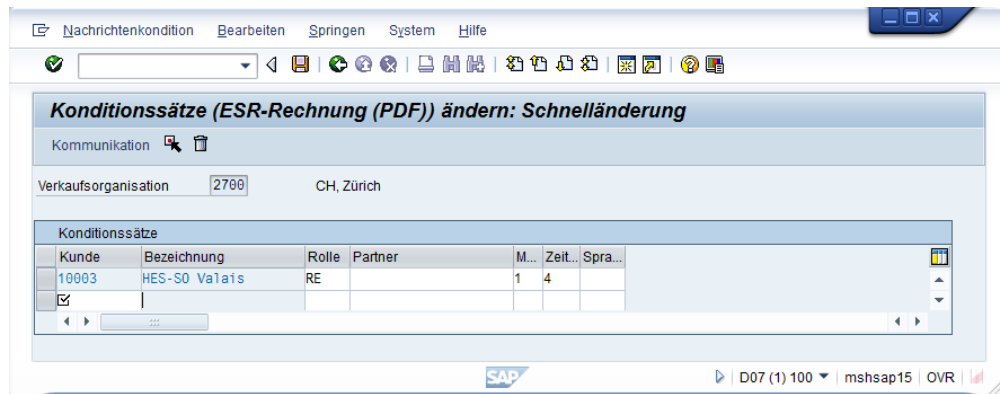 Nachrichtenkondition Bearbeiten Springen System Hilfe
Konditionssätze (ESR-Rechnung (PDF)) ändern: Schnelländerung
Kommunikation
Verkaufsorganisation 2700 CH, Zürich
Konditionssätze
Kunde Bezeichnung Rolle Partner M... Zeit... Spra...
10003 HES-SO Valais RE 1 4
SAP D07 (1) 100 mshsap15 OVR